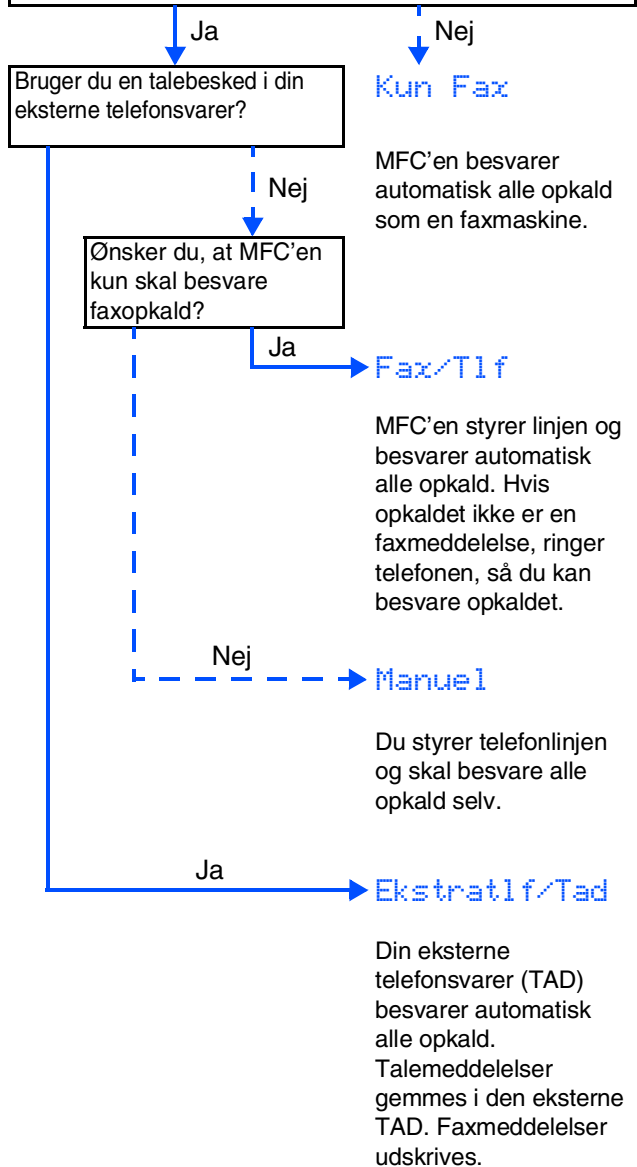 Ja
Nej
Bruger du en talebesked i din
eksterne telefonsvarer?
Kun Fax
MFC'en besvarer
automatisk alle opkald
som en faxmaskine.
Nej
Ønsker du, at MFC'en
kun skal besvare
faxopkald?
Ja
Fax/Tlf
MFC'en styrer linjen og
besvarer automatisk
alle opkald. Hvis
opkaldet ikke er en
faxmeddelelse, ringer
telefonen, så du kan
besvare opkaldet.
Nej
Manuel
Du styrer telefonlinjen
og skal besvare alle
opkald selv.
Ja
Ekstratlf/Tad
Din eksterne
telefonsvarer (TAD)
besvarer automatisk
alle opkald.
Talemeddelelser
gemmes i den eksterne
TAD. Faxmeddelelser
udskrives.